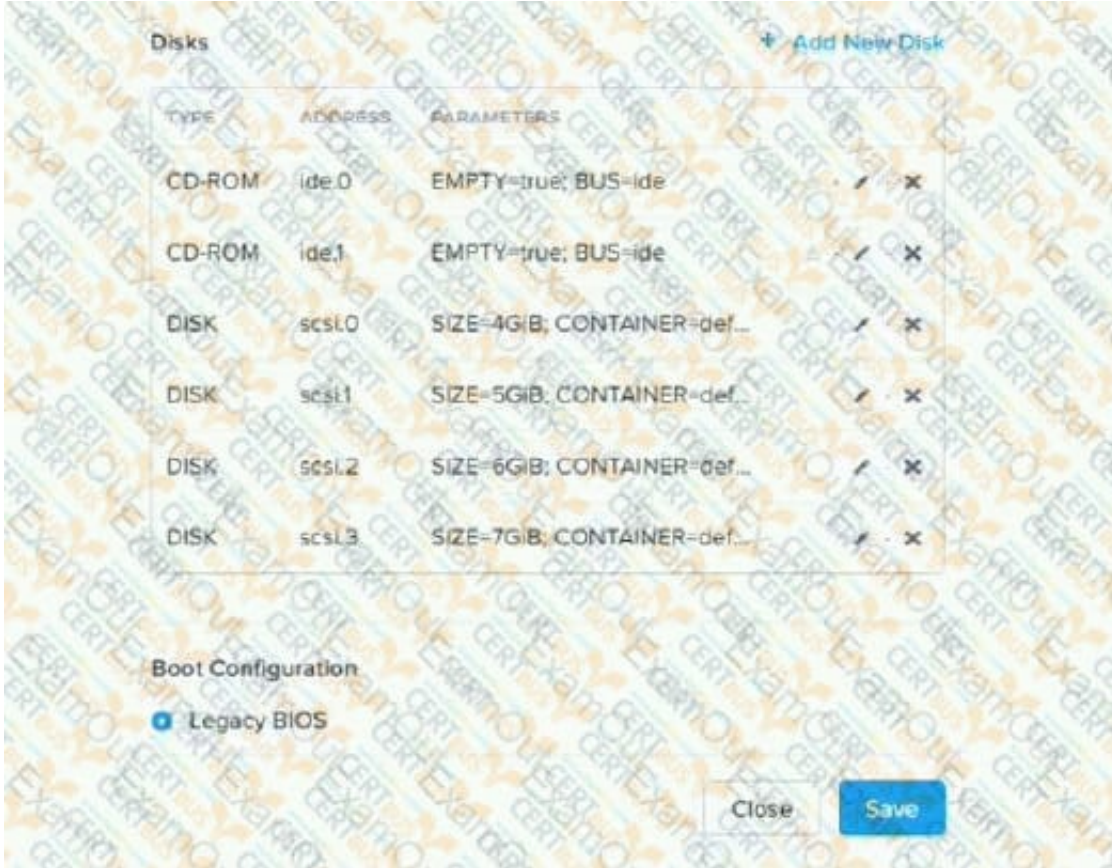 Disks + Add New Disk
TYPE ADDRESS PARAMETERS
CD-ROM ide.0 EMPTY=true; BUS=ide
CD-ROM ide.1 EMPTY=true; BUS=ide
DISK scsi.0 SIZE=4GiB; CONTAINER=def...
DISK scsi.1 SIZE=5GiB; CONTAINER=def...
DISK scsi.2 SIZE=6GiB; CONTAINER=def...
DISK scsi.3 SIZE=7GiB; CONTAINER=def...
Boot Configuration
Legacy BIOS
Close Save